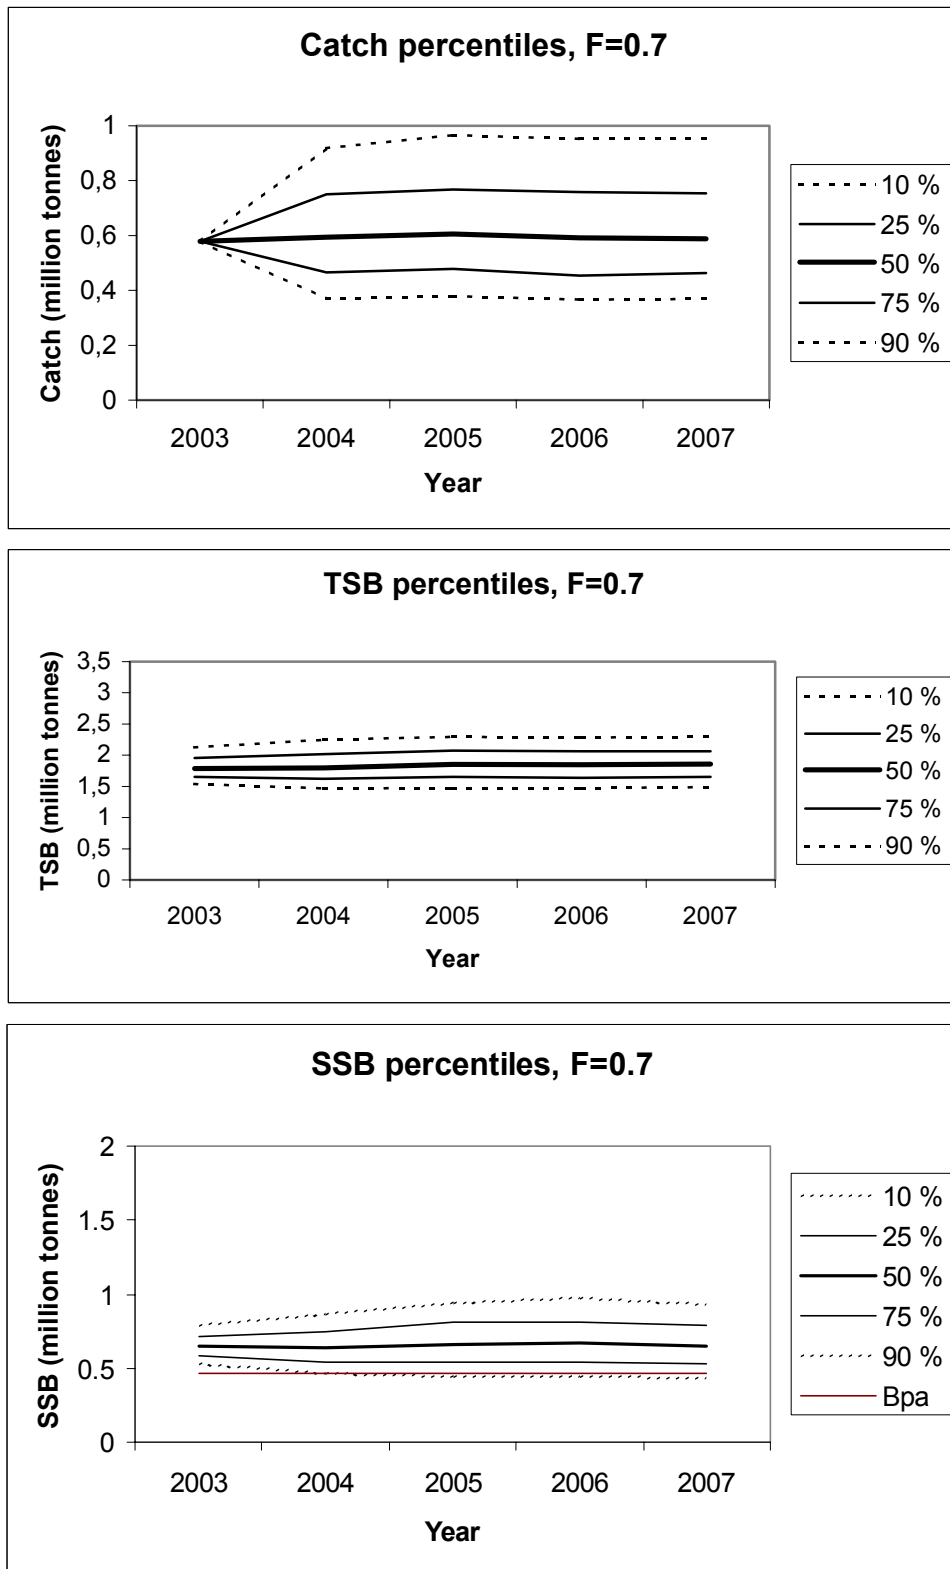 Catch percentiles, F=0.7
Catch (million tonnes)
1
0,8
0,6
0,4
0,2
0
2003 2004 2005 2006 2007
Year
10 %
25 %
50 %
75 %
90 %
TSB percentiles, F=0.7
TSB (million tonnes)
3,5
3
2,5
2
1,5
1
0,5
0
2003 2004 2005 2006 2007
Year
10 %
25 %
50 %
75 %
90 %
SSB percentiles, F=0.7
SSB (million tonnes)
2
1.5
1
0.5
0
2003 2004 2005 2006 2007
Year
10 %
25 %
50 %
75 %
90 %
Bpa